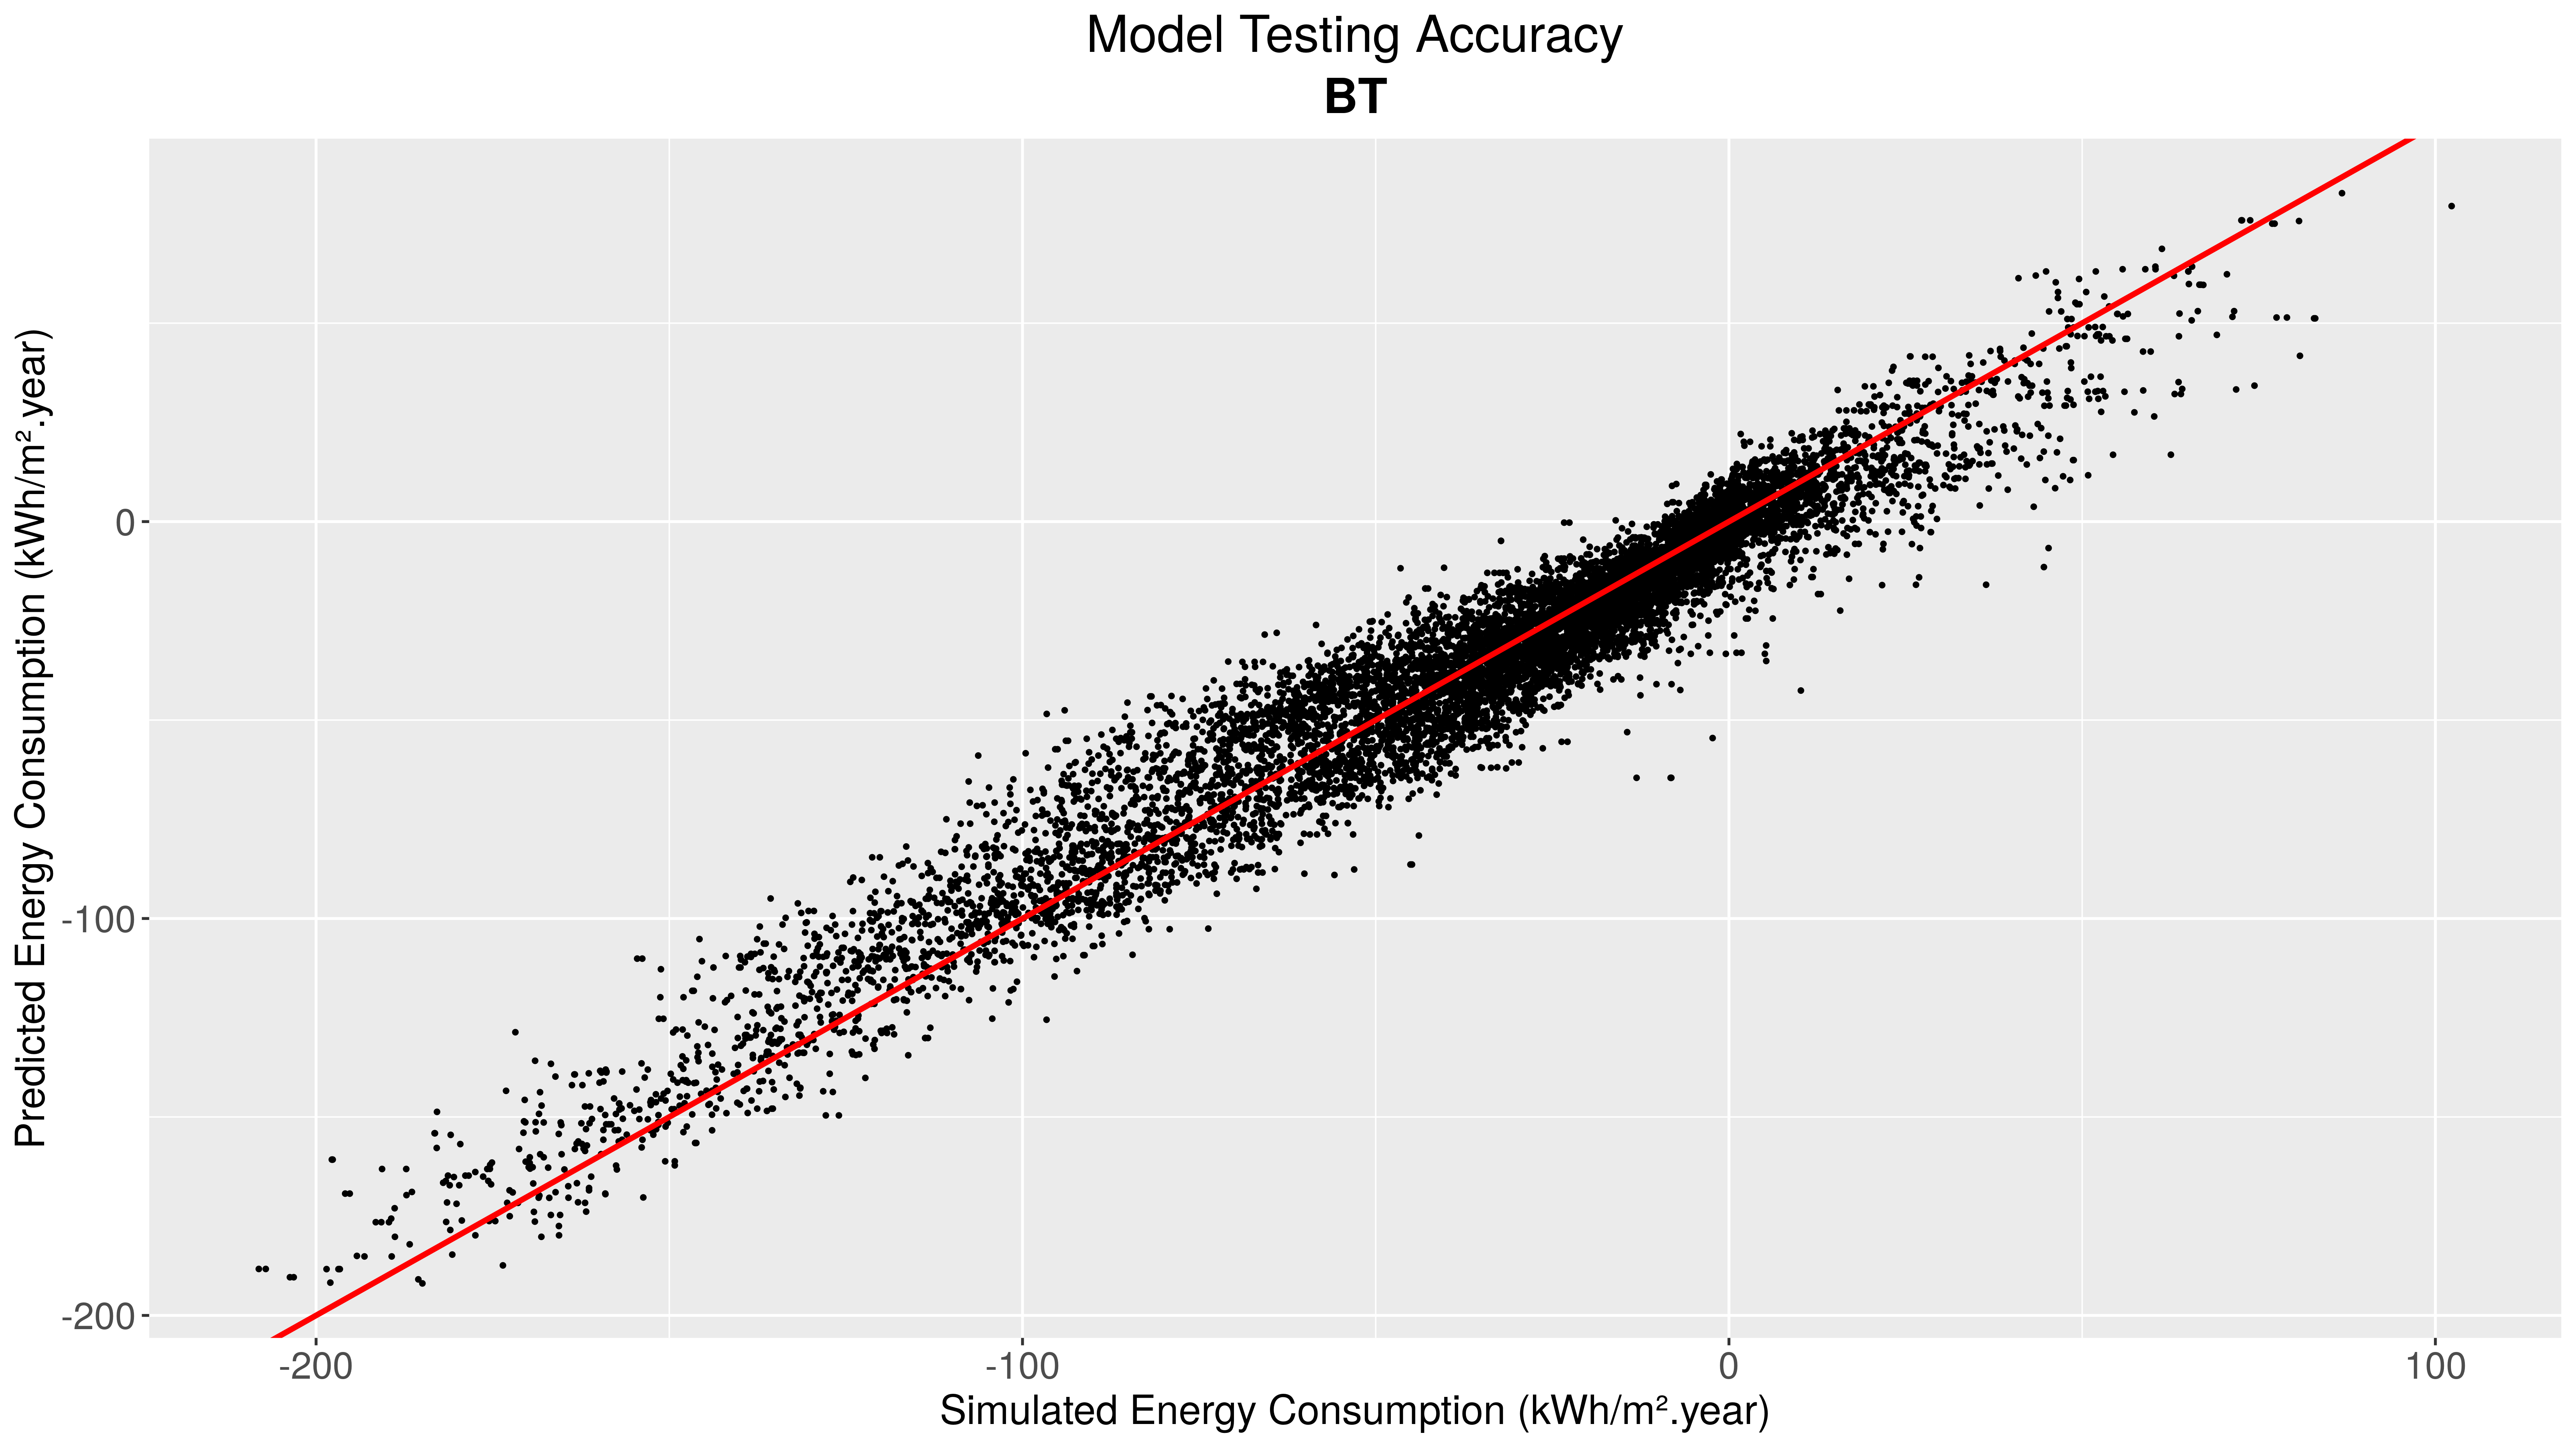 Model Testing Accuracy
BT
Predicted Energy Consumption (kWh/m².year)
0
-100
-200
-200
-100
0
100
Simulated Energy Consumption (kWh/m².year)